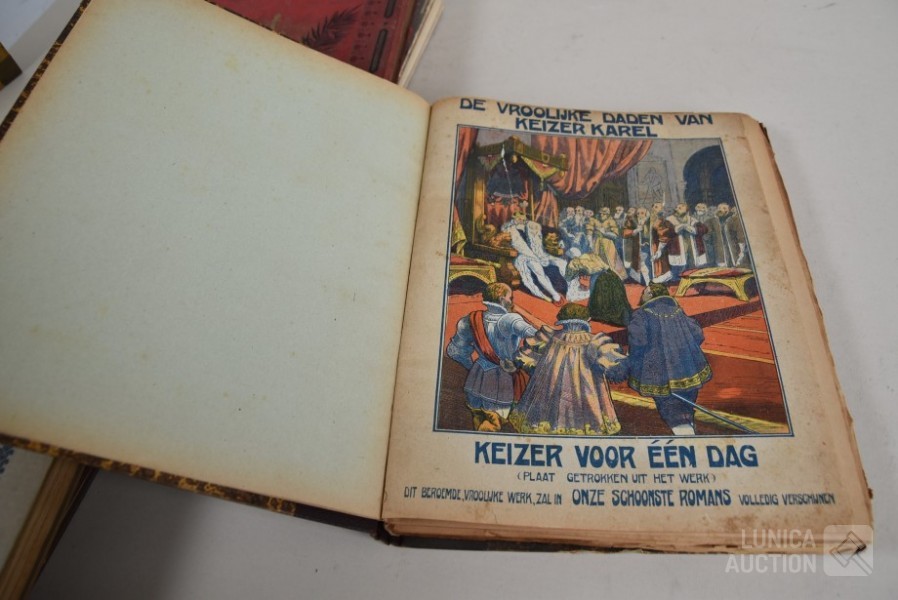 DE VROOLIJKE DADEN VAN
KEIZER KAREL
KEIZER VOOR ÉÉN DAG
(PLAAT GETROKKEN UIT HET WERK)
DIT BEROEMDE, VROOLIJKE WERK, ZAL IN ONZE SCHOONSTE ROMANS VOLLEDIG VERSCHIJNEN
LUNICA
AUCTION